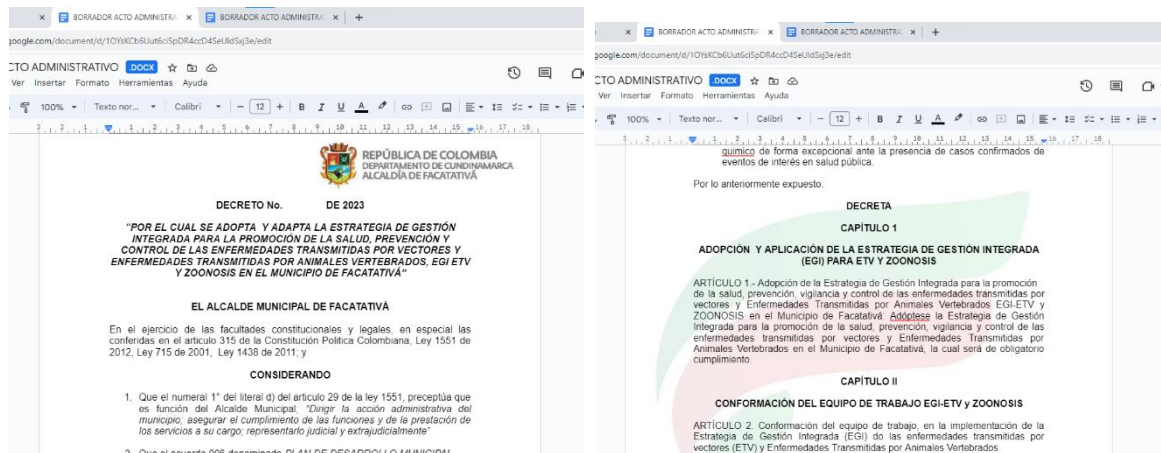 BORRADOR ACTO ADMINISTRA
BORRADOR ACTO ADMINISTRA
google.com/document/d/1OYsKCb6Uut6ci5pDR4ccD4SeUIdSxj3e/edit
CTO ADMINISTRATIVO .DOCX
Ver Insertar Formato Herramientas Ayuda
100% Texto nor... Calibri 12
REPÚBLICA DE COLOMBIA
DEPARTAMENTO DE CUNDINAMARCA
ALCALDÍA DE FACATATIVÁ
DECRETO No. DE 2023
"POR EL CUAL SE ADOPTA Y ADAPTA LA ESTRATEGIA DE GESTIÓN
INTEGRADA PARA LA PROMOCIÓN DE LA SALUD, PREVENCIÓN Y
CONTROL DE LAS ENFERMEDADES TRANSMITIDAS POR VECTORES Y
ENFERMEDADES TRANSMITIDAS POR ANIMALES VERTEBRADOS, EGI ETV
Y ZOONOSIS EN EL MUNICIPIO DE FACATATIVÁ"
EL ALCALDE MUNICIPAL DE FACATATIVÁ
En el ejercicio de las facultades constitucionales y legales, en especial las
conferidas en el articulo 315 de la Constitución Politica Colombiana, Ley 1551 de
2012, Ley 715 de 2001, Ley 1438 de 2011; y
CONSIDERANDO
1. Que el numeral 1° del literal d) del articulo 29 de la ley 1551, preceptúa que
es función del Alcalde Municipal; "Dirigir la acción administrativa del
municipio; asegurar el cumplimiento de las funciones y de la prestación de
los servicios a su cargo; representarlo judicial y extrajudicialmente"
2. Que el acuerdo 006 denominado PLAN DE DESARROLLO MUNICIPAL
BORRADOR ACTO ADMINISTRA
BORRADOR ACTO ADMINISTRA
google.com/document/d/1OYsKCb6Uut6ci5pDR4ccD4SeUIdSxj3e/edit
CTO ADMINISTRATIVO .DOCX
Ver Insertar Formato Herramientas Ayuda
100% Texto nor... Calibri 12
químico de forma excepcional ante la presencia de casos confirmados de
eventos de interés en salud pública.
Por lo anteriormente expuesto:
DECRETA
CAPÍTULO 1
ADOPCIÓN Y APLICACIÓN DE LA ESTRATEGIA DE GESTIÓN INTEGRADA
(EGI) PARA ETV Y ZOONOSIS
ARTÍCULO 1.- Adopción de la Estrategia de Gestión Integrada para la promoción
de la salud, prevención, vigilancia y control de las enfermedades transmitidas por
vectores y Enfermedades Transmitidas por Animales Vertebrados EGI-ETV y
ZOONOSIS en el Municipio de Facatativá: Adóptese la Estrategia de Gestión
Integrada para la promoción de la salud, prevención, vigilancia y control de las
enfermedades transmitidas por vectores y Enfermedades Transmitidas por
Animales Vertebrados en el Municipio de Facatativá, la cual será de obligatorio
cumplimiento.
CAPÍTULO II
CONFORMACIÓN DEL EQUIPO DE TRABAJO EGI-ETV y ZOONOSIS
ARTÍCULO 2. Conformación del equipo de trabajo, en la implementación de la
Estrategia de Gestión Integrada (EGI) do las enfermedades transmitidas por
vectores (ETV) y Enfermedades Transmitidas por Animales Vertebrados